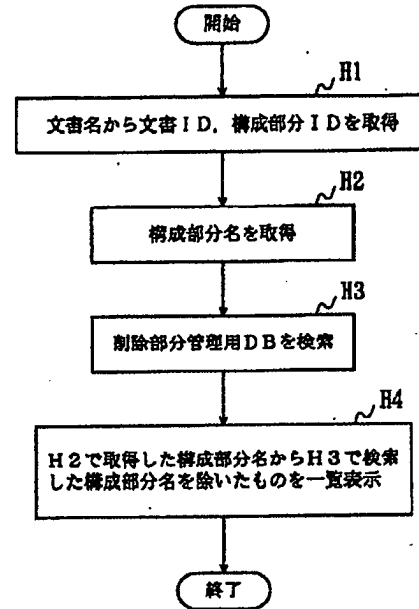 開始
H1
文書名から文書ID,構成部分IDを取得
H2
構成部分名を取得
H3
削除部分管理用DBを検索
H4
H2で取得した構成部分名からH3で検索
した構成部分名を除いたものを一覧表示
終了